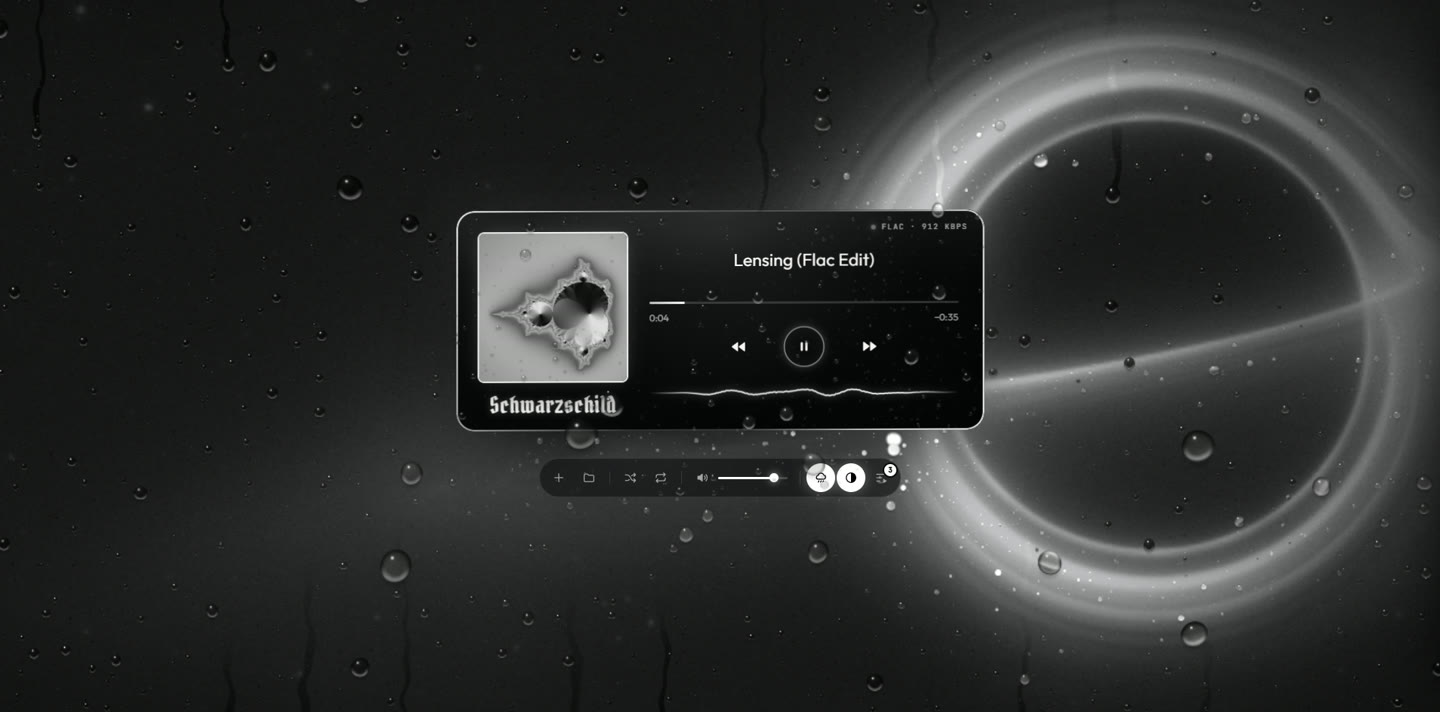 FLAC · 912 KBPS
Lensing (Flac Edit)
0:04
-0:35
Schwarzschild
3